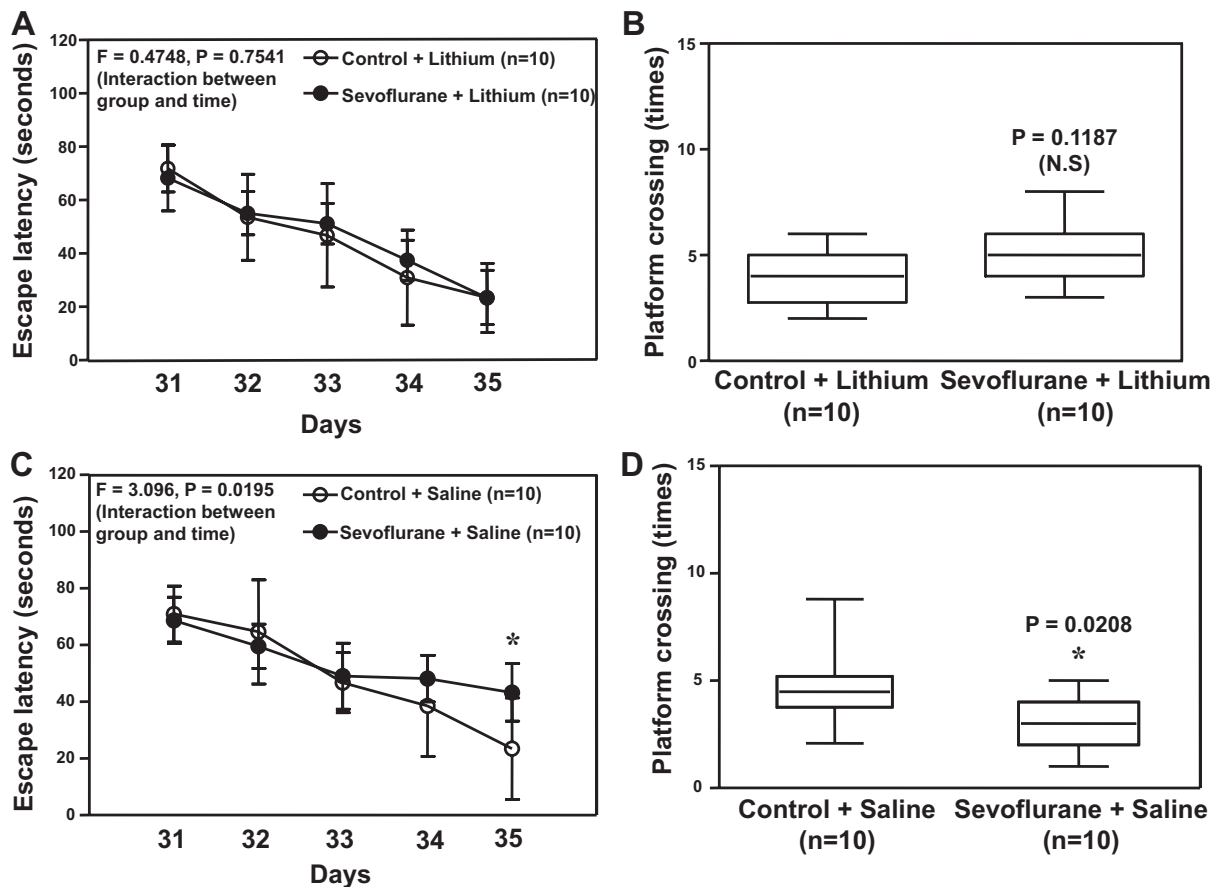 A
Escape latency (seconds)
120
100
80
60
40
20
0
F = 0.4748, P = 0.7541
(Interaction between
group and time)
Control + Lithium (n=10)
Sevoflurane + Lithium (n=10)
31 32 33 34 35
Days
B
Platform crossing (times)
15
10
5
0
P = 0.1187
(N.S)
Control + Lithium Sevoflurane + Lithium
(n=10) (n=10)
C
Escape latency (seconds)
120
100
80
60
40
20
0
F = 3.096, P = 0.0195
(Interaction between
group and time)
Control + Saline (n=10)
Sevoflurane + Saline (n=10)
*
31 32 33 34 35
Days
D
Platform crossing (times)
15
10
5
0
P = 0.0208
*
Control + Saline Sevoflurane + Saline
(n=10) (n=10)